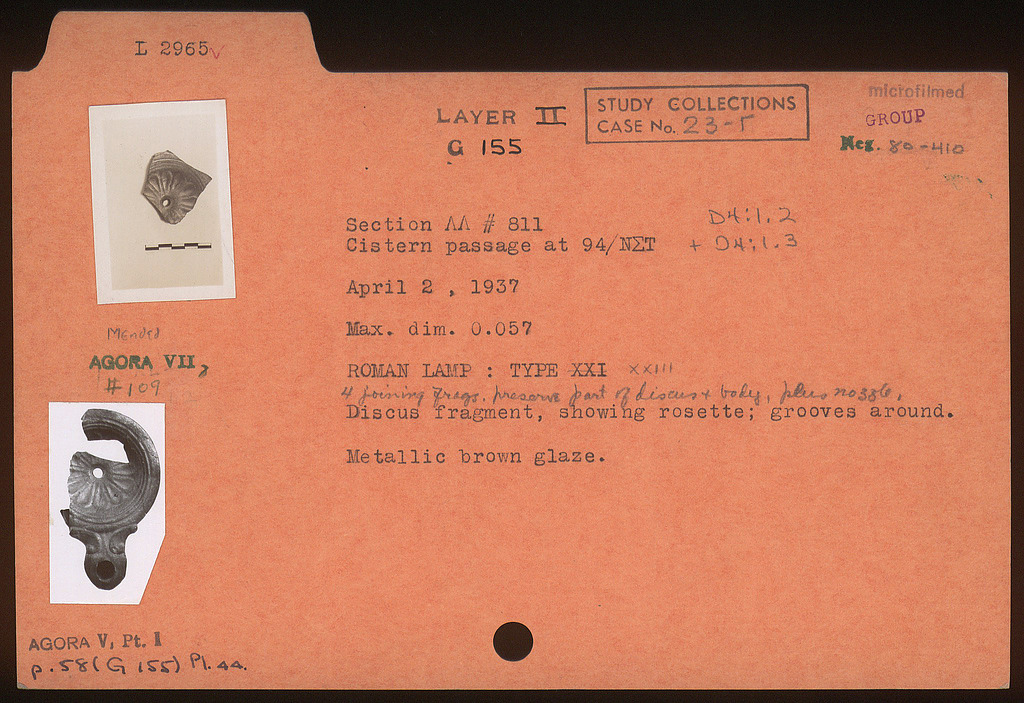 L 2965 ✓
LAYER II
G 155
STUDY COLLECTIONS
CASE No. 23-5
microfilmed
GROUP
Neg. 80-410
Section ΛΛ # 811
Cistern passage at 94/ΝΣΤ
D4:1.2
+ D4:1.3
April 2 , 1937
Max. dim. 0.057
ROMAN LAMP : TYPE XXI XXIII
4 joining frags. preserve part of discus + body, plus nozzle.
Discus fragment, showing rosette; grooves around.
Metallic brown glaze.
Mended
AGORA VII,
#109
AGORA V, Pt. I
p. 58 (G 155) Pl. 44.